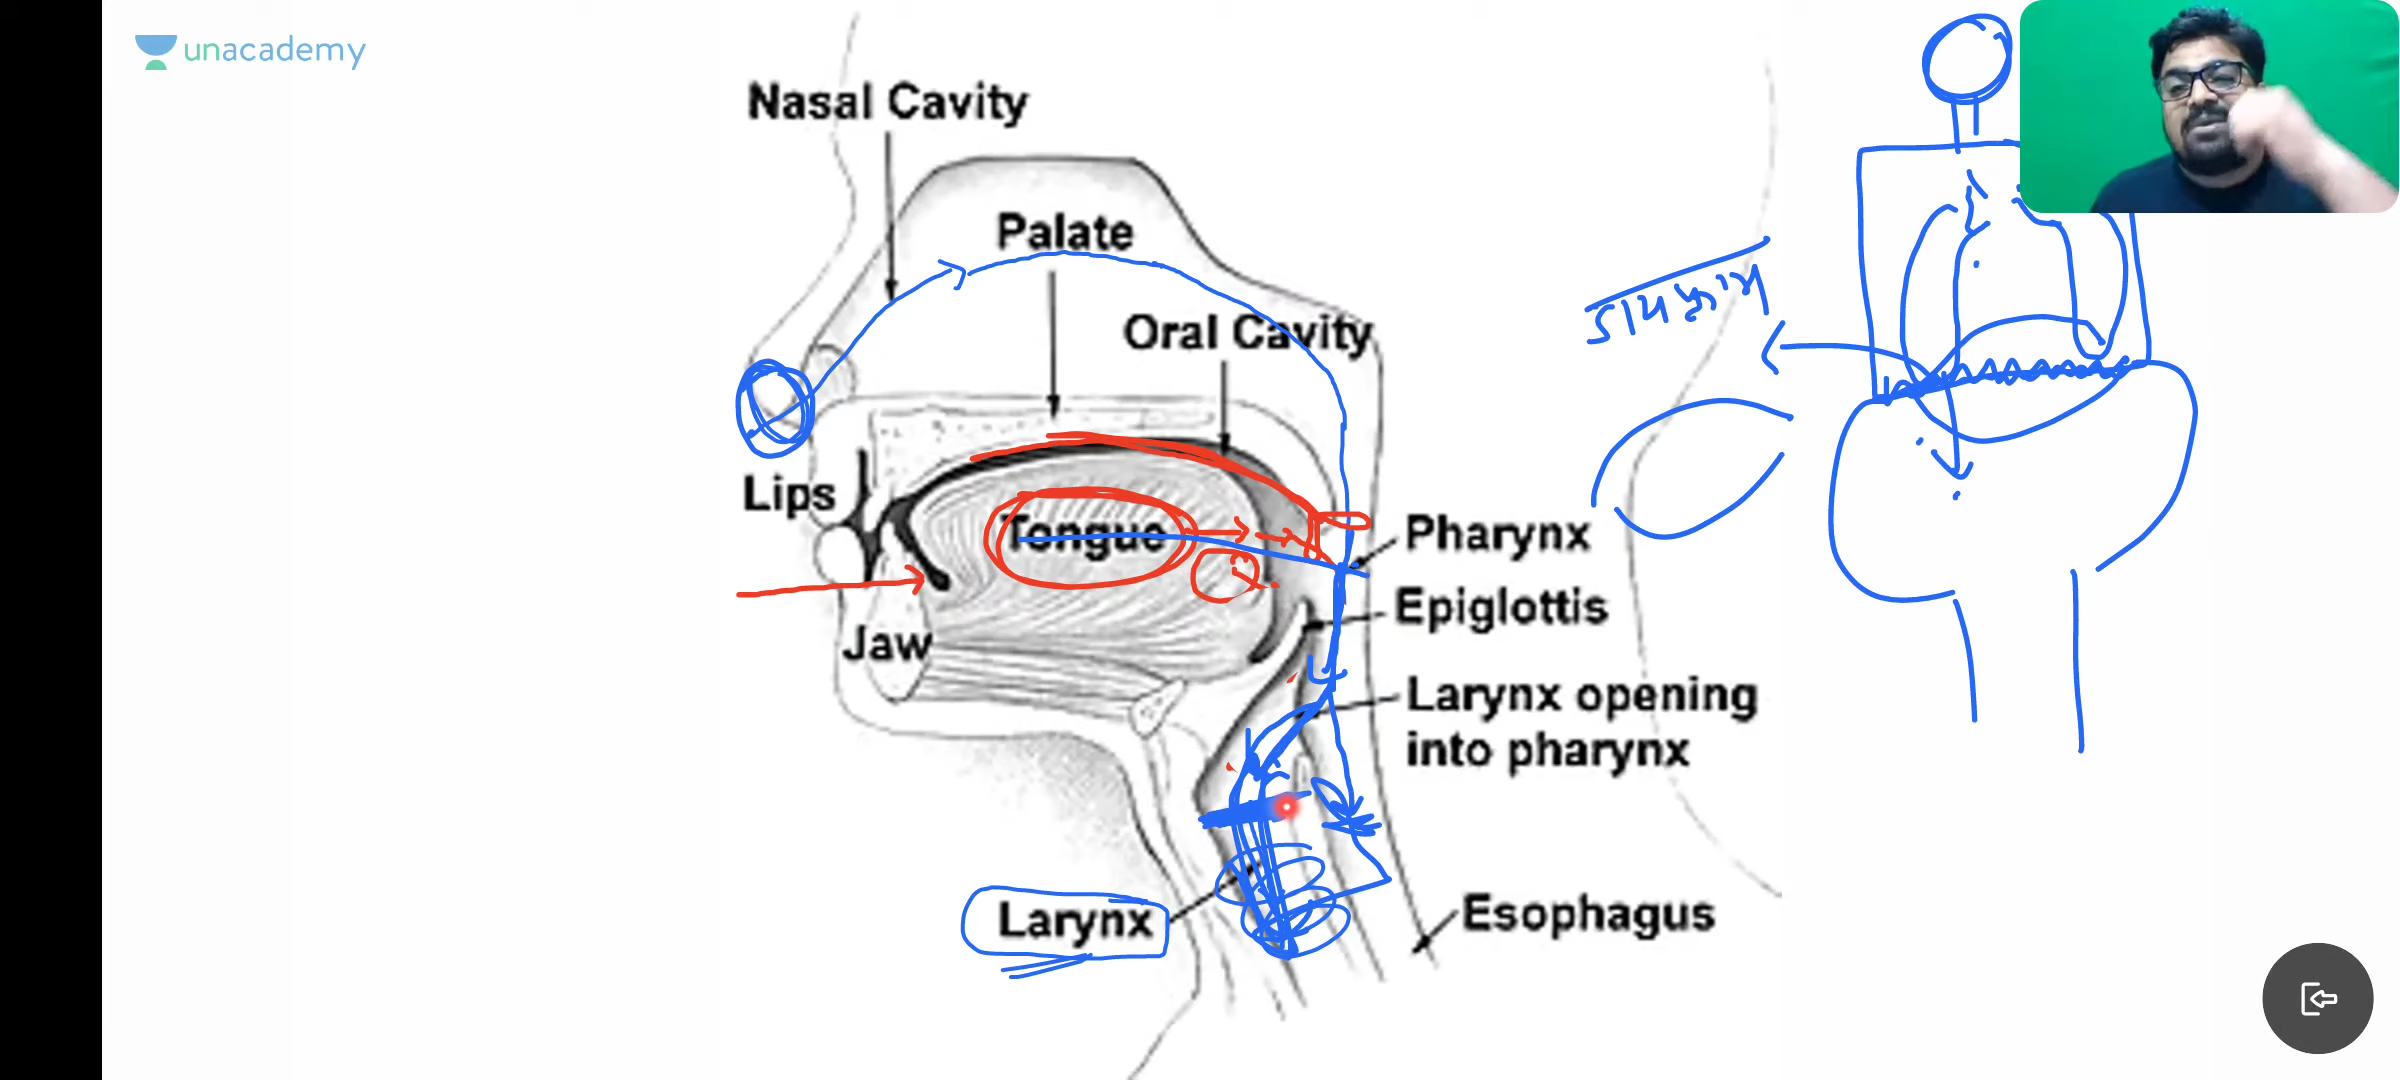 unacademy
Nasal Cavity
Palate
Oral Cavity
Lips
Tongue
Pharynx
Epiglottis
Jaw
Larynx opening
into pharynx
Larynx
Esophagus